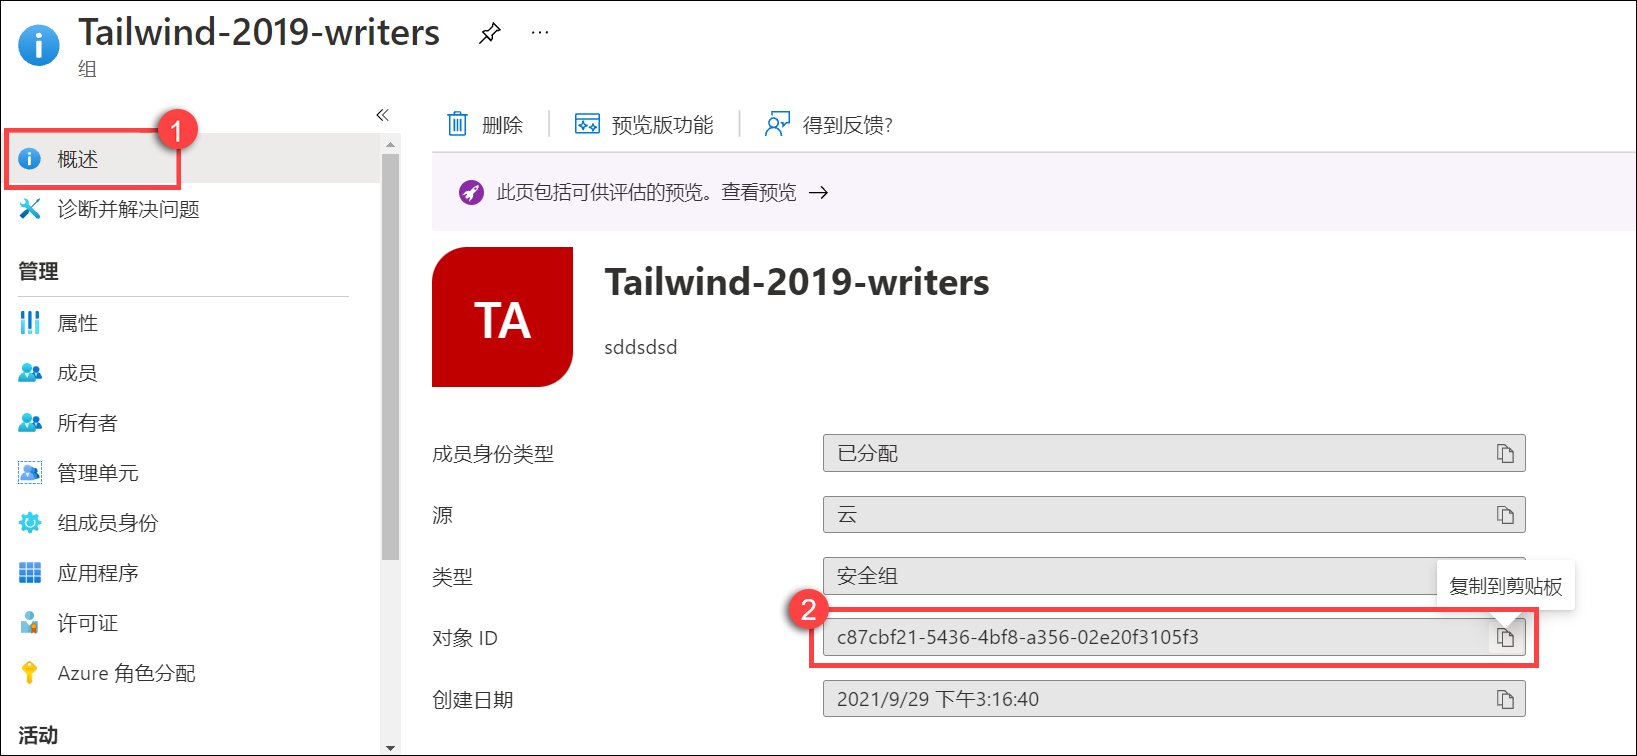 Tailwind-2019-writers
组
1
概述
诊断并解决问题
管理
属性
成员
所有者
管理单元
组成员身份
应用程序
许可证
Azure 角色分配
活动
删除 预览版功能 得到反馈?
此页包括可供评估的预览。查看预览 →
TA
Tailwind-2019-writers
sddsdsd
成员身份类型 已分配
源 云
类型 安全组
复制到剪贴板
2
对象 ID c87cbf21-5436-4bf8-a356-02e20f3105f3
创建日期 2021/9/29 下午3:16:40